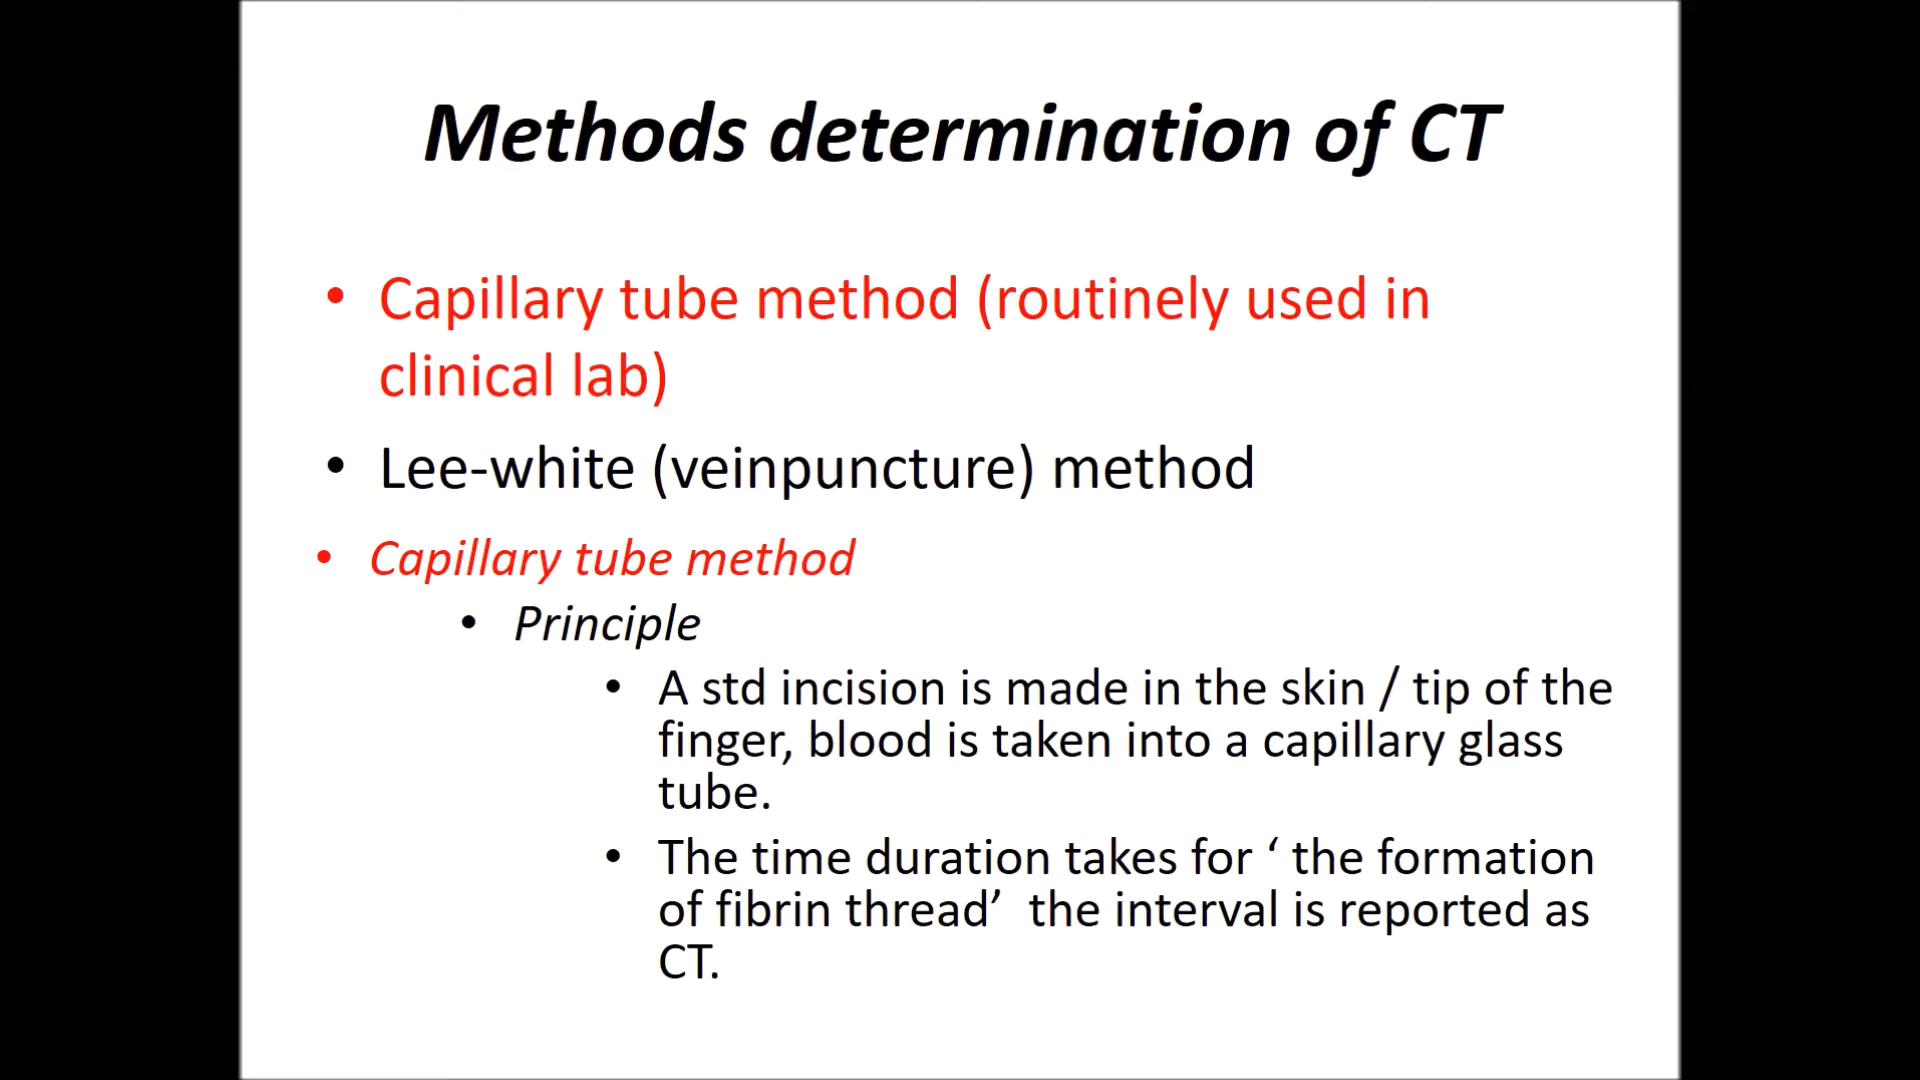 Methods determination of CT
• Capillary tube method (routinely used in
clinical lab)
• Lee-white (veinpuncture) method
• Capillary tube method
• Principle
• A std incision is made in the skin / tip of the
finger, blood is taken into a capillary glass
tube.
• The time duration takes for ‘ the formation
of fibrin thread’  the interval is reported as
CT.